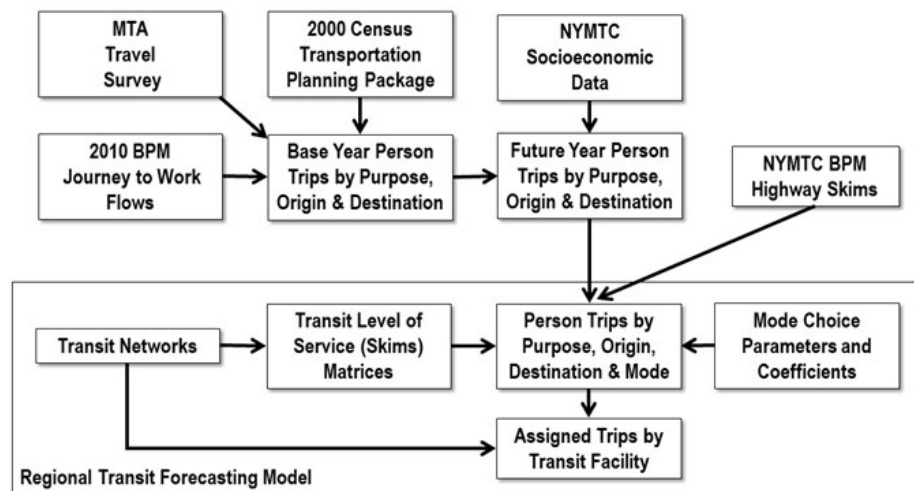 MTA
Travel
Survey
2000 Census
Transportation
Planning Package
NYMTC
Socioeconomic
Data
2010 BPM
Journey to Work
Flows
Base Year Person
Trips by Purpose,
Origin & Destination
Future Year Person
Trips by Purpose,
Origin & Destination
NYMTC BPM
Highway Skims
Transit Networks
Transit Level of
Service (Skims)
Matrices
Person Trips by
Purpose, Origin,
Destination & Mode
Mode Choice
Parameters and
Coefficients
Assigned Trips by
Transit Facility
Regional Transit Forecasting Model